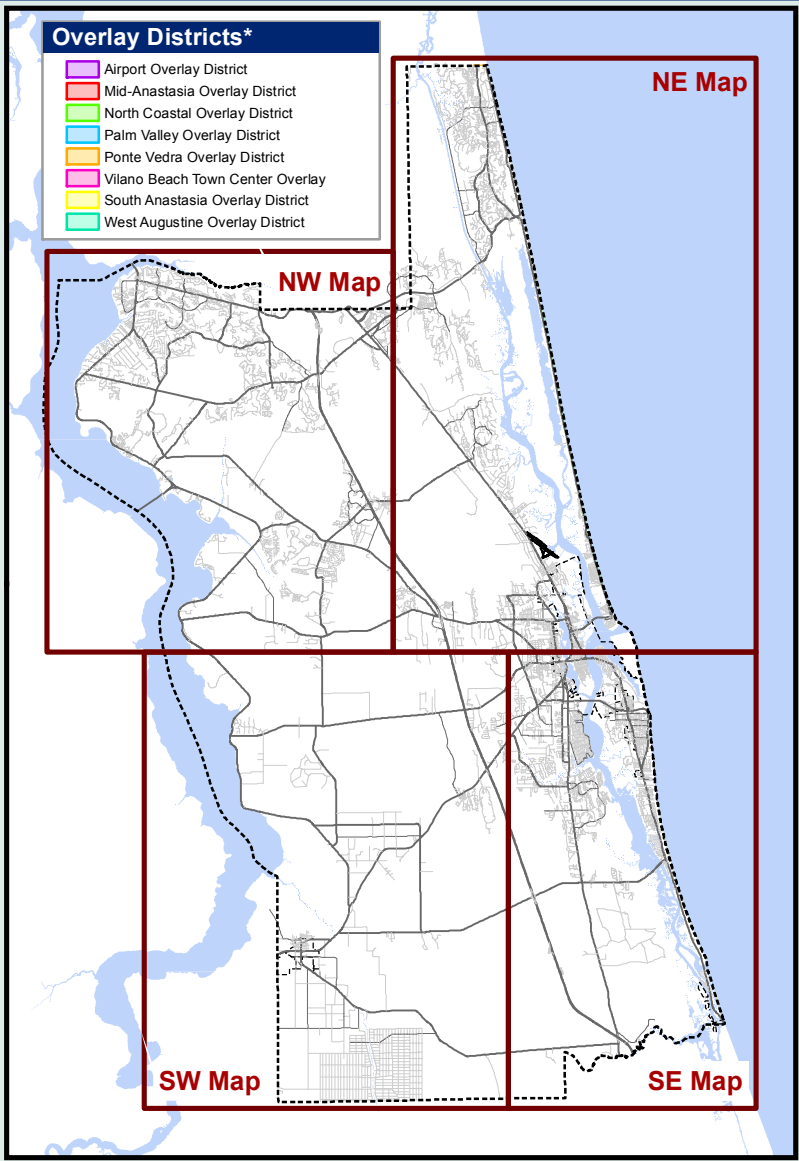 Overlay Districts*
Airport Overlay District
Mid-Anastasia Overlay District
North Coastal Overlay District
Palm Valley Overlay District
Ponte Vedra Overlay District
Vilano Beach Town Center Overlay
South Anastasia Overlay District
West Augustine Overlay District
NE Map
NW Map
SW Map
SE Map